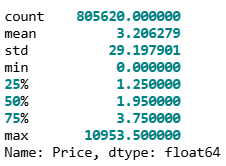 count 805620.000000
mean 3.206279
std 29.197901
min 0.000000
25% 1.250000
50% 1.950000
75% 3.750000
max 10953.500000
Name: Price, dtype: float64